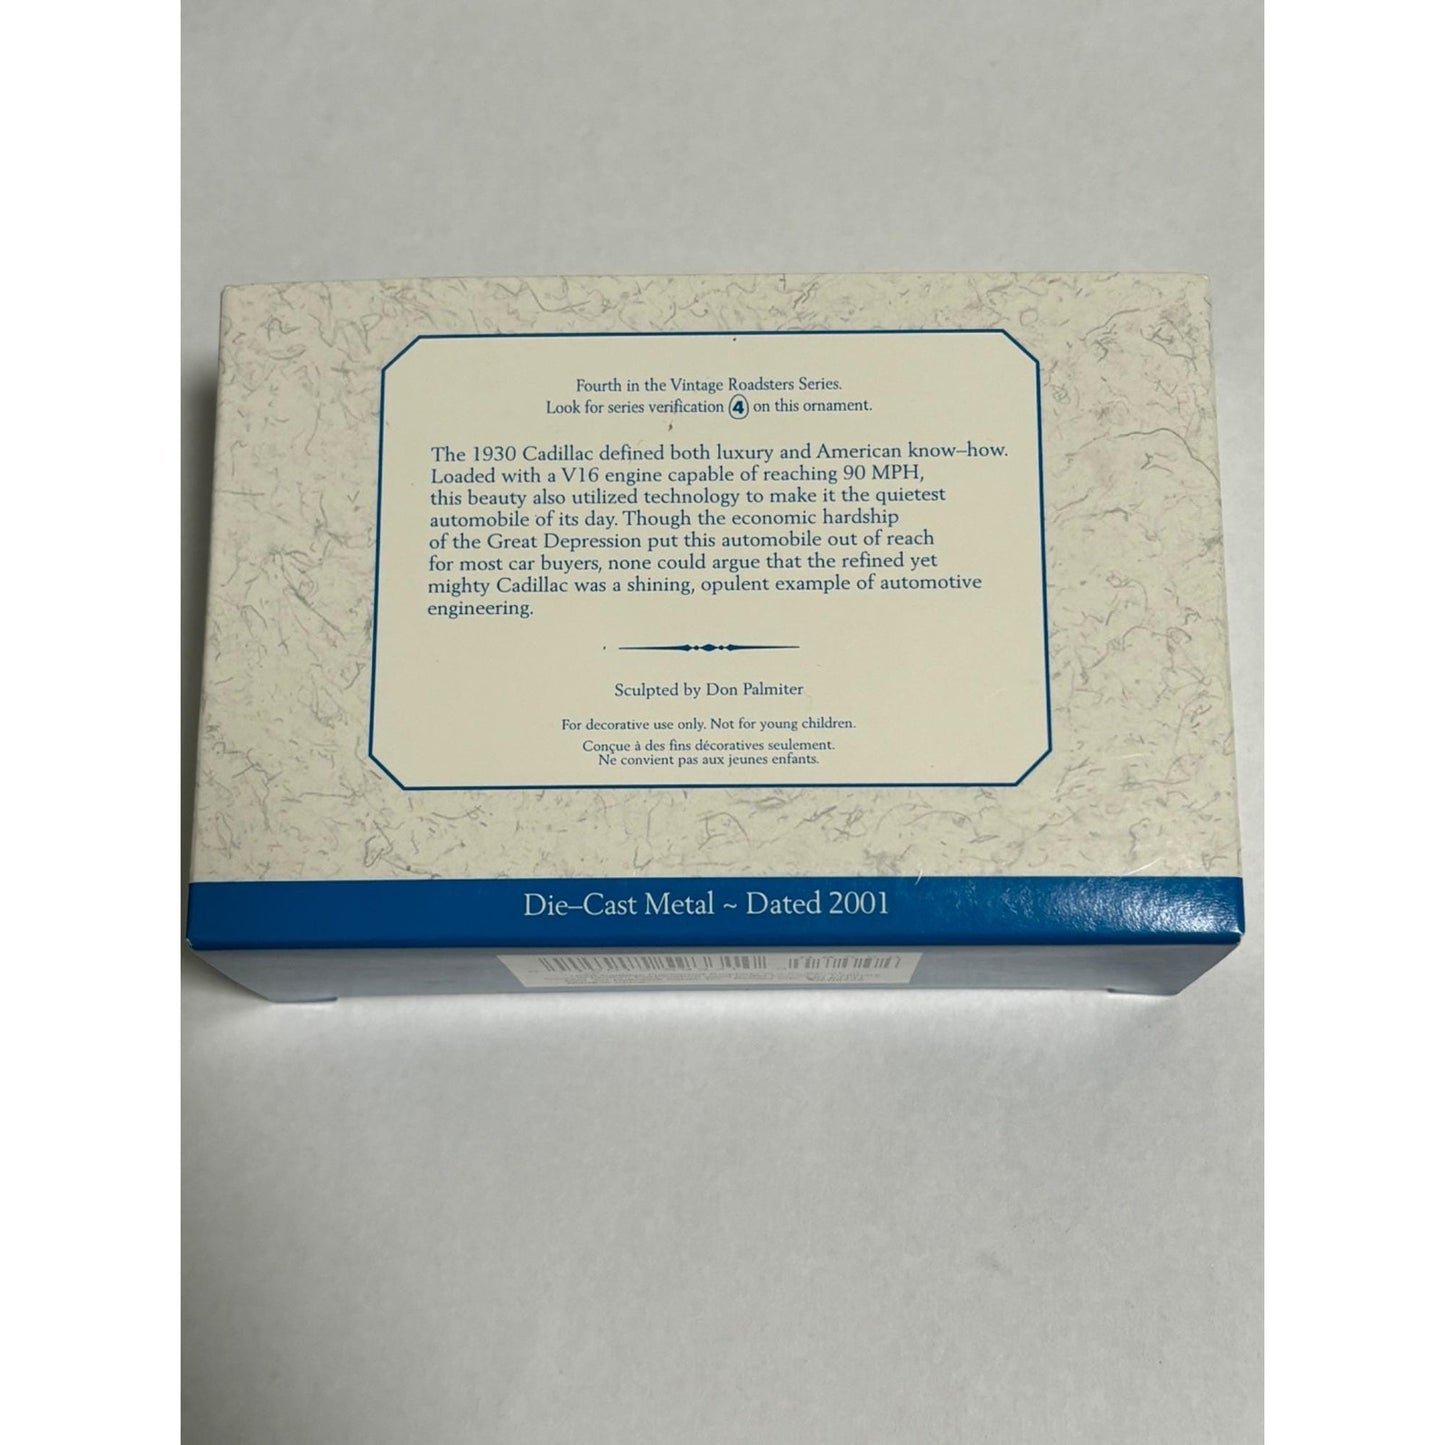 Fourth in the Vintage Roadsters Series.
Look for series verification 4 on this ornament.
The 1930 Cadillac defined both luxury and American know–how.
Loaded with a V16 engine capable of reaching 90 MPH,
this beauty also utilized technology to make it the quietest
automobile of its day. Though the economic hardship
of the Great Depression put this automobile out of reach
for most car buyers, none could argue that the refined yet
mighty Cadillac was a shining, opulent example of automotive
engineering.
Sculpted by Don Palmiter
For decorative use only. Not for young children.
Conçue à des fins décoratives seulement.
Ne convient pas aux jeunes enfants.
Die–Cast Metal ~ Dated 2001